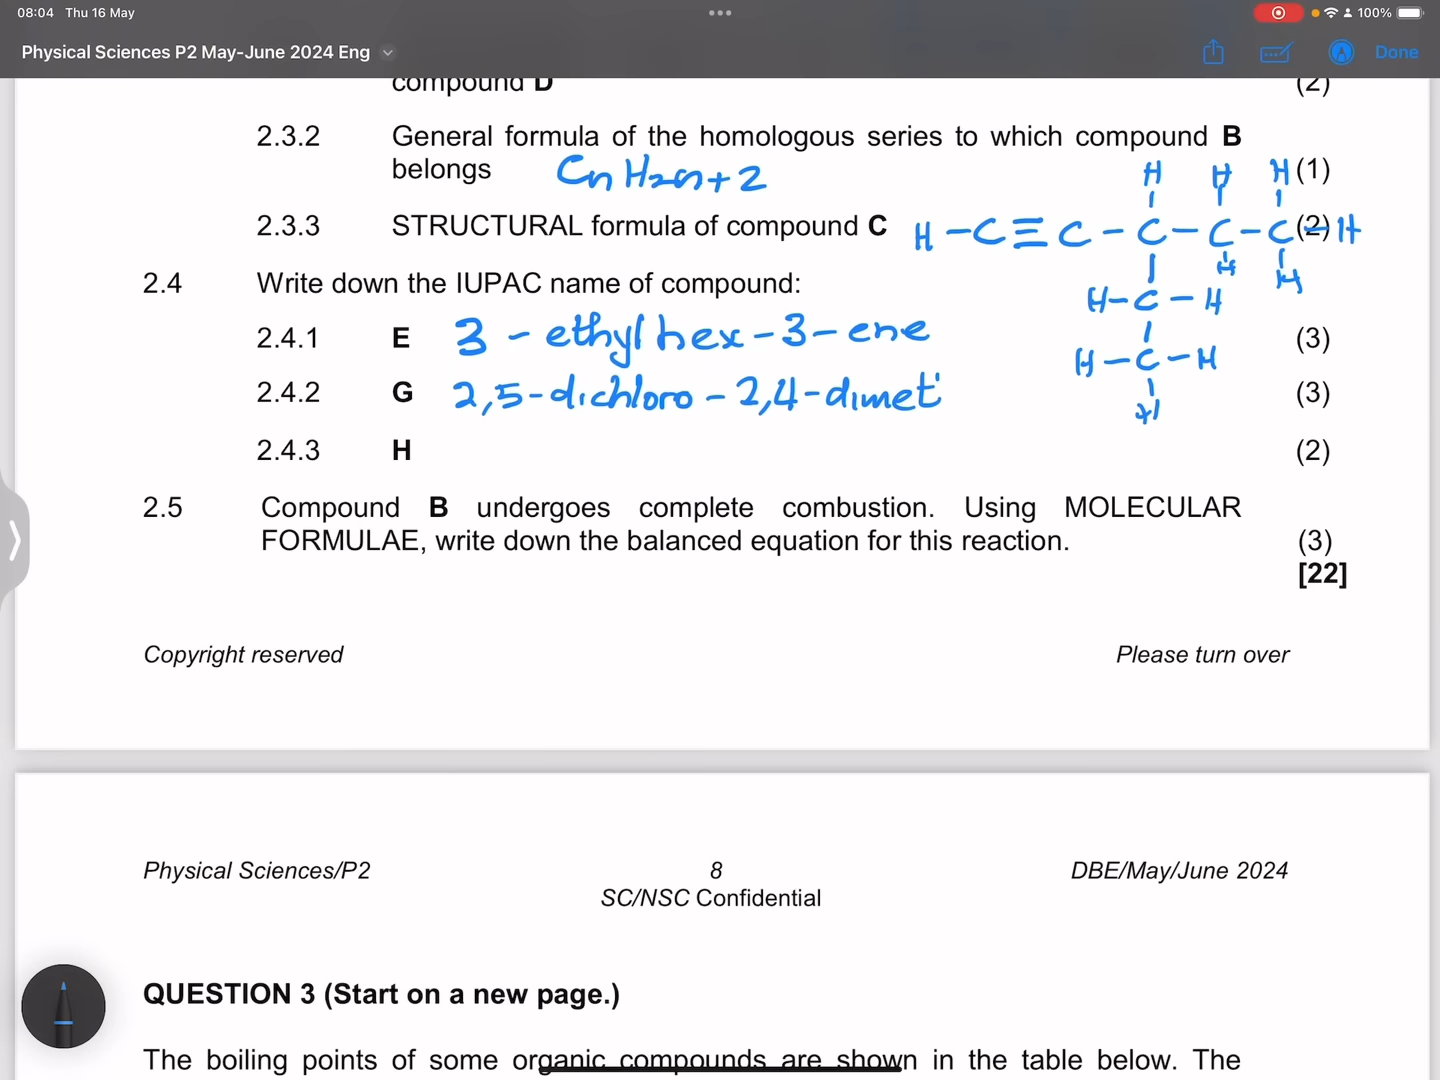 08:04 Thu 16 May
100%
Physical Sciences P2 May-June 2024 Eng
Done
compound D (2)
2.3.2 General formula of the homologous series to which compound B
belongs CnH2n+2 (1)
H H H
2.3.3 STRUCTURAL formula of compound C H-C≡C-C-C-C-H (2)
H H
2.4 Write down the IUPAC name of compound: H-C-H
2.4.1 E 3-ethylhex-3-ene (3)
H-C-H
2.4.2 G 2,5-dichloro-2,4-dimet (3)
H
2.4.3 H (2)
2.5 Compound B undergoes complete combustion. Using MOLECULAR
FORMULAE, write down the balanced equation for this reaction. (3)
[22]
Copyright reserved Please turn over
Physical Sciences/P2 8 DBE/May/June 2024
SC/NSC Confidential
QUESTION 3 (Start on a new page.)
The boiling points of some organic compounds are shown in the table below. The